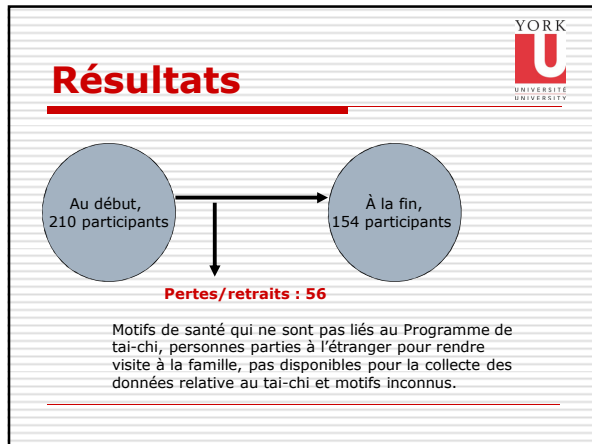 YORK
U
UNIVERSITÉ
UNIVERSITY
Résultats
Au début,
210 participants
À la fin,
154 participants
Pertes/retraits : 56
Motifs de santé qui ne sont pas liés au Programme de
tai-chi, personnes parties à l'étranger pour rendre
visite à la famille, pas disponibles pour la collecte des
données relative au tai-chi et motifs inconnus.